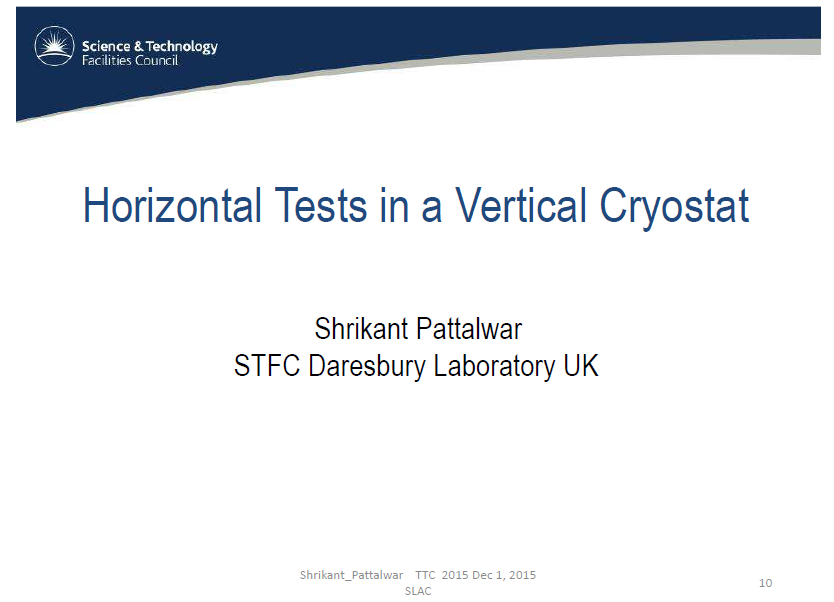 Science & Technology
Facilities Council
Horizontal Tests in a Vertical Cryostat
Shrikant Pattalwar
STFC Daresbury Laboratory UK
Shrikant_Pattalwar TTC 2015 Dec 1, 2015
SLAC
10